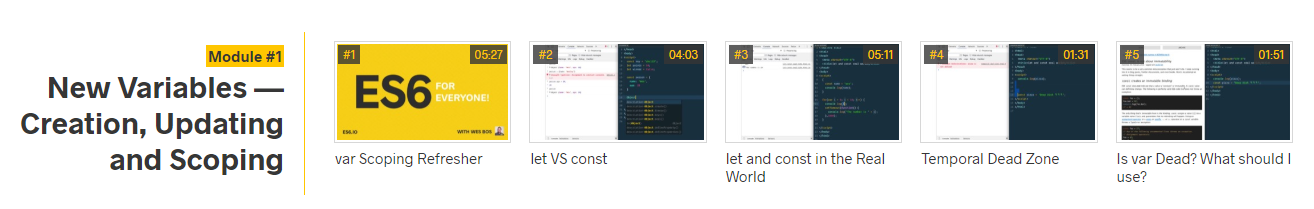 Module #1
New Variables —
Creation, Updating
and Scoping
#1
05:27
ES6 FOR
EVERYONE!
ES6.IO
WITH WES BOS
var Scoping Refresher
#2
04:03
let VS const
#3
05:11
let and const in the Real
World
#4
01:31
Temporal Dead Zone
#5
01:51
Is var Dead? What should I
use?